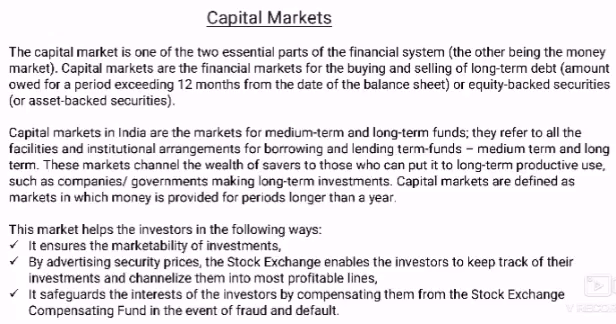 Capital Markets
The capital market is one of the two essential parts of the financial system (the other being the money
market). Capital markets are the financial markets for the buying and selling of long-term debt (amount
owed for a period exceeding 12 months from the date of the balance sheet) or equity-backed securities
(or asset-backed securities).
Capital markets in India are the markets for medium-term and long-term funds; they refer to all the
facilities and institutional arrangements for borrowing and lending term-funds – medium term and long
term. These markets channel the wealth of savers to those who can put it to long-term productive use,
such as companies/ governments making long-term investments. Capital markets are defined as
markets in which money is provided for periods longer than a year.
This market helps the investors in the following ways:
✓ It ensures the marketability of investments,
✓ By advertising security prices, the Stock Exchange enables the investors to keep track of their
investments and channelize them into most profitable lines,
✓ It safeguards the interests of the investors by compensating them from the Stock Exchange
Compensating Fund in the event of fraud and default.